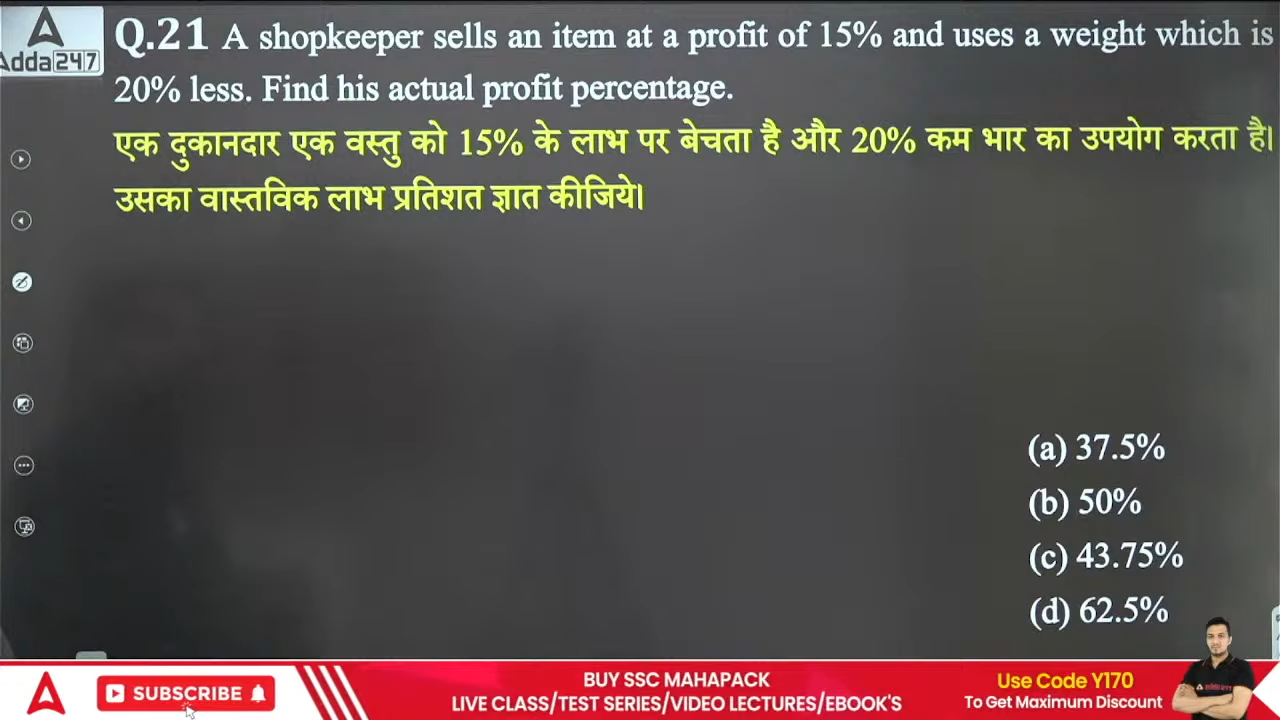 Adda247
Q.21 A shopkeeper sells an item at a profit of 15% and uses a weight which is
20% less. Find his actual profit percentage.
एक दुकानदार एक वस्तु को 15% के लाभ पर बेचता है और 20% कम भार का उपयोग करता है।
उसका वास्तविक लाभ प्रतिशत ज्ञात कीजिये।
(a) 37.5%
(b) 50%
(c) 43.75%
(d) 62.5%
SUBSCRIBE
BUY SSC MAHAPACK
LIVE CLASS/TEST SERIES/VIDEO LECTURES/EBOOK'S
Use Code Y170
To Get Maximum Discount